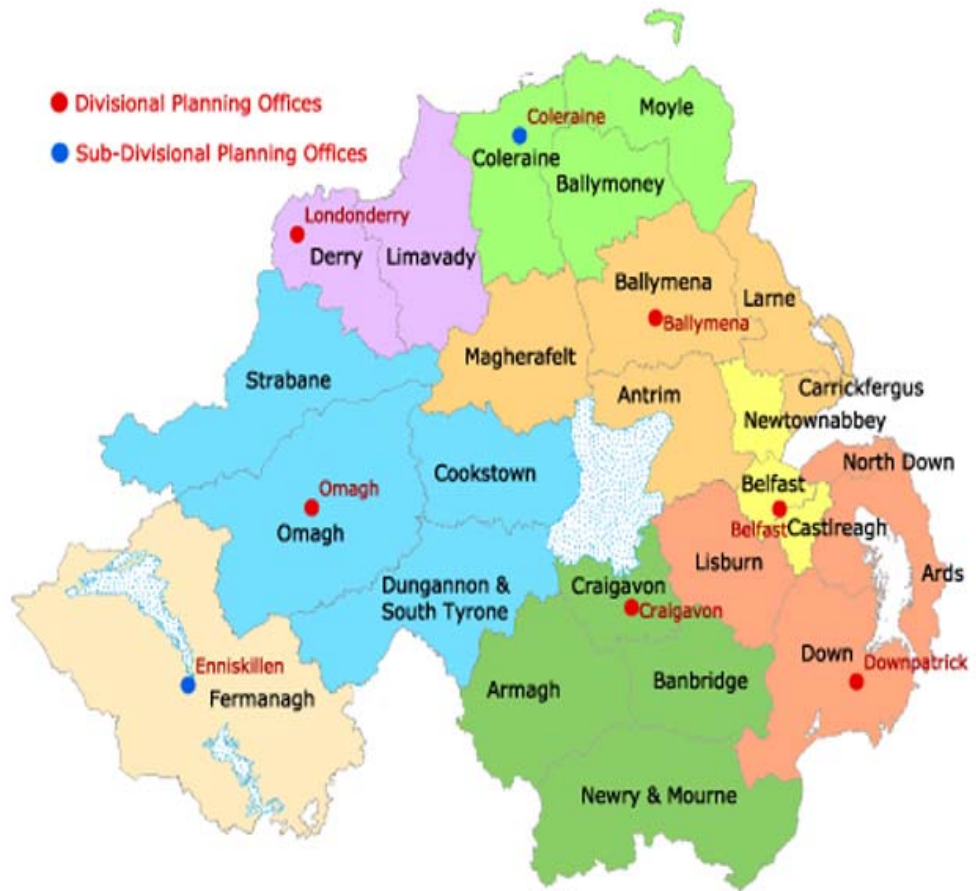 Divisional Planning Offices
Sub-Divisional Planning Offices
Moyle
Coleraine
Coleraine
Ballymoney
Londonderry
Derry
Limavady
Ballymena
Larne
Ballymena
Magherafelt
Strabane
Antrim
Carrickfergus
Newtownabbey
North Down
Cookstown
Belfast
Omagh
Omagh
Belfast
Castlreagh
Lisburn
Ards
Dungannon &
South Tyrone
Craigavon
Craigavon
Down
Downpatrick
Enniskillen
Fermanagh
Armagh
Banbridge
Newry & Mourne